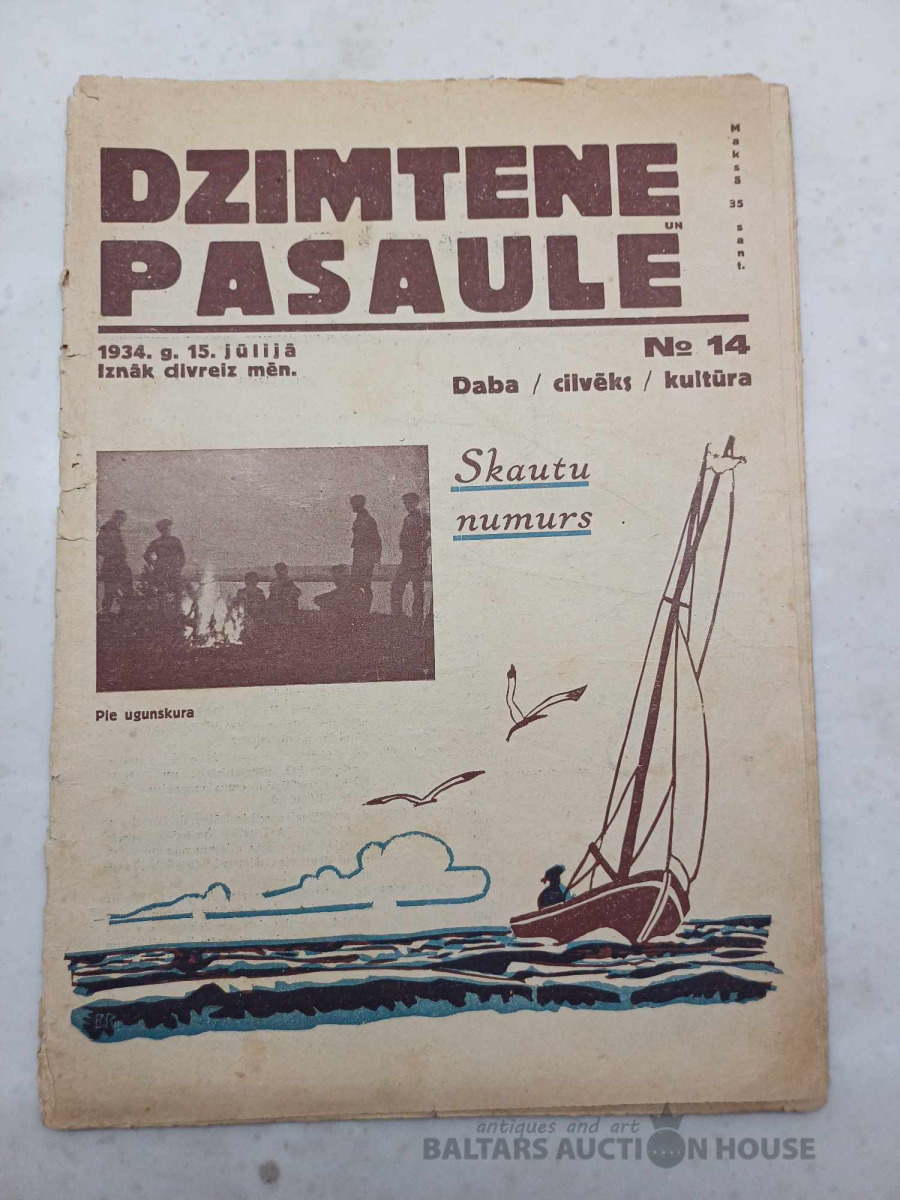 DZIMTENE
UN
PASAULE
Maksā 35 sant.
1934. g. 15. jūlijā
Iznāk divreiz mēn.
No 14
Daba / cilvēks / kultūra
Skautu
numurs
Pie ugunskura
antiques and art
BALTARS AUCTION HOUSE